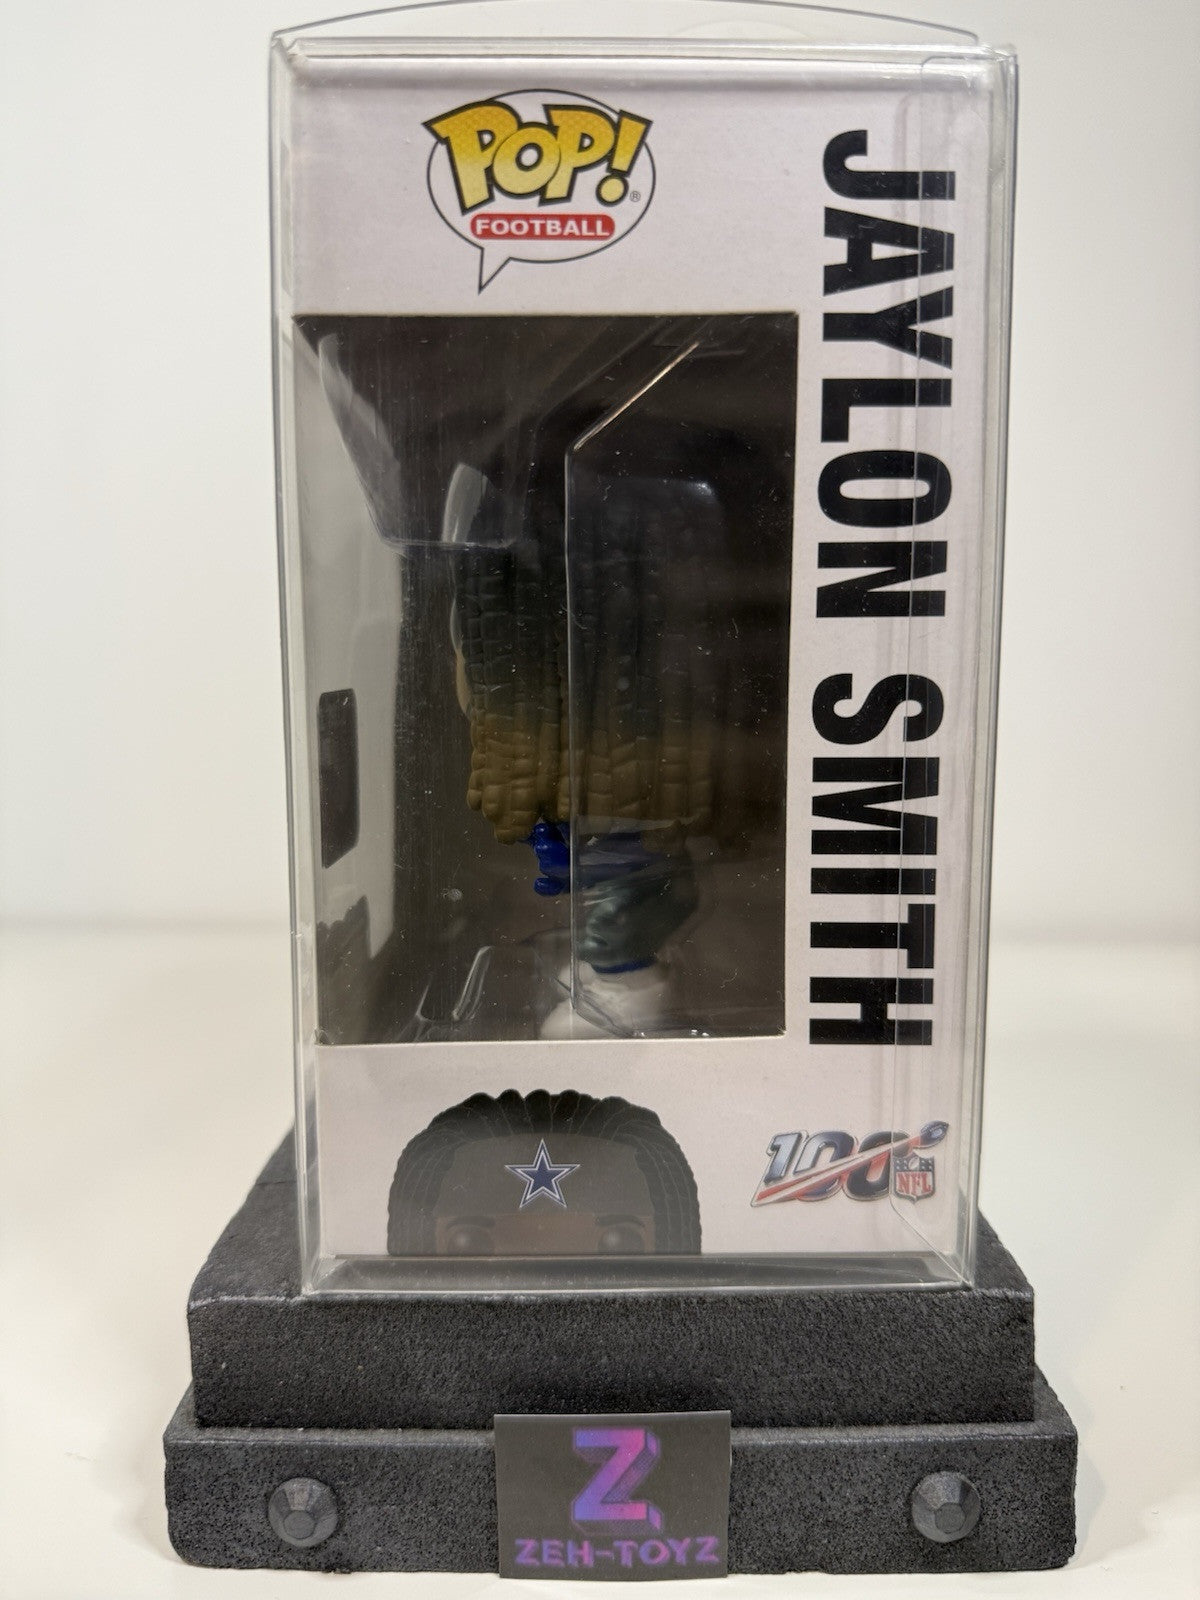 POP!
®
FOOTBALL
JAYLON SMITH
100
NFL
Z
ZEH-TOYZ